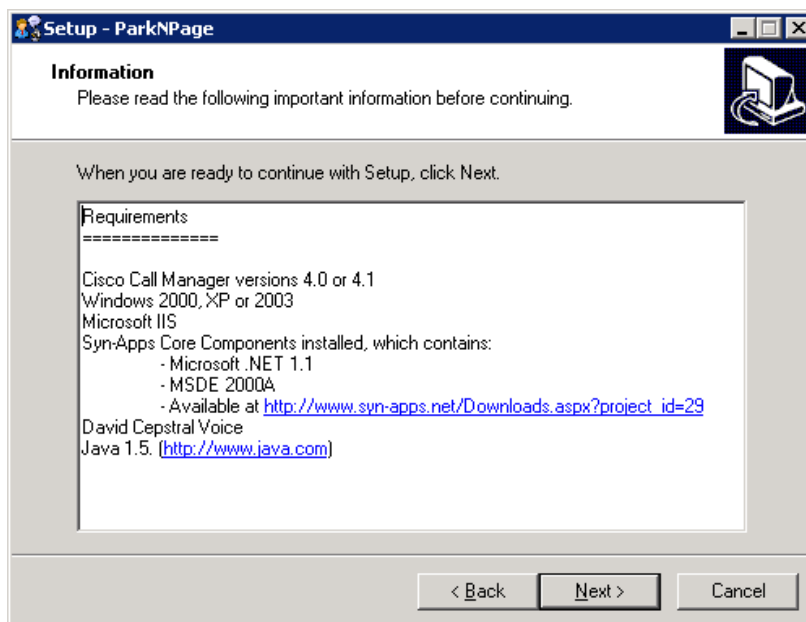 Setup - ParkNPage
Information
Please read the following important information before continuing.
When you are ready to continue with Setup, click Next.
Requirements
==============
Cisco Call Manager versions 4.0 or 4.1
Windows 2000, XP or 2003
Microsoft IIS
Syn-Apps Core Components installed, which contains:
- Microsoft .NET 1.1
- MSDE 2000A
- Available at http://www.syn-apps.net/Downloads.aspx?project_id=29
David Cepstral Voice
Java 1.5. (http://www.java.com)
< Back Next > Cancel